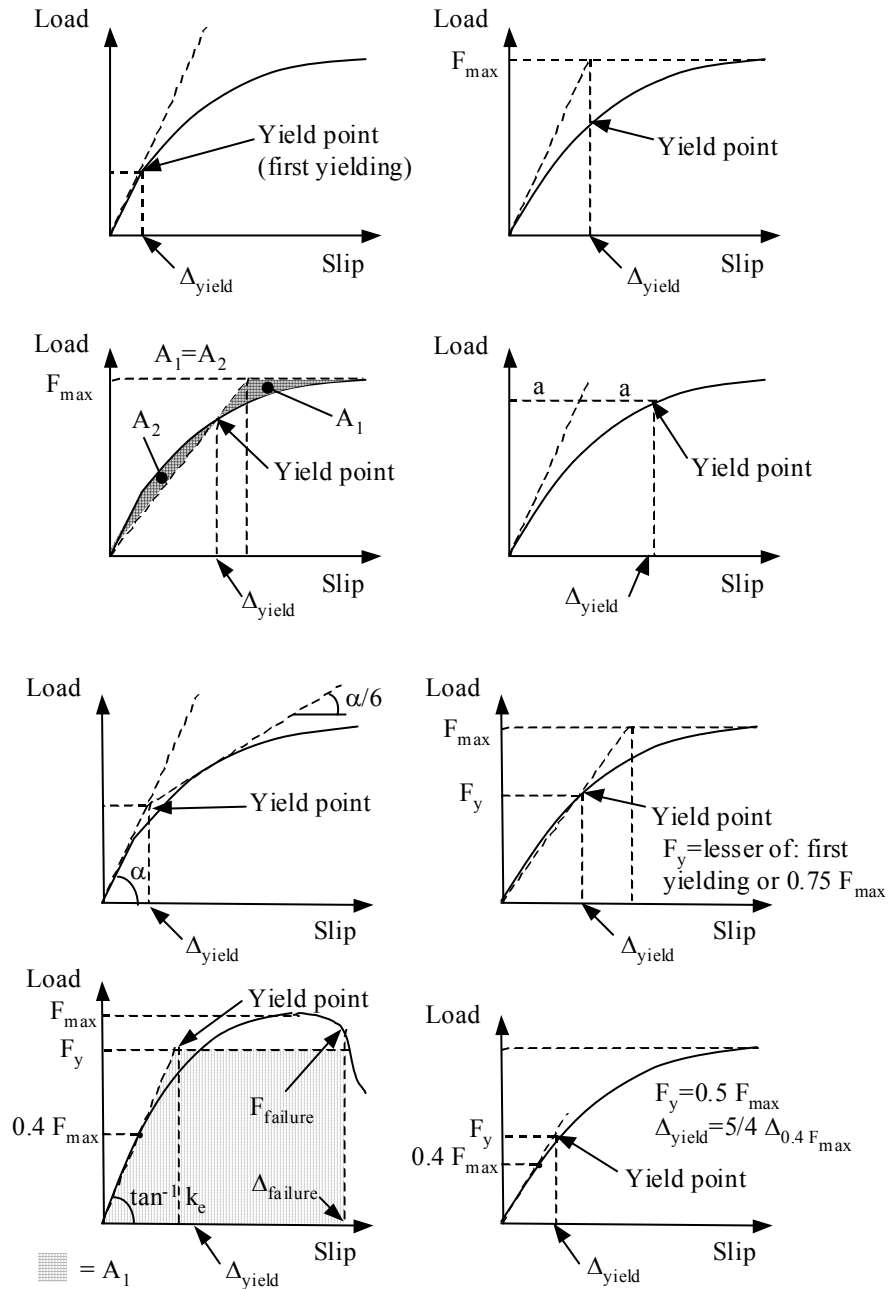 Load
Yield point
(first yielding)
Δyield
Slip
Load
Fmax
Yield point
Δyield
Slip
Load
A1=A2
Fmax
A1
A2
Yield point
Slip
Δyield
Load
a a
Yield point
Slip
Δyield
Load
α/6
Yield point
α
Slip
Δyield
Load
Fmax
Fy
Yield point
Fy=lesser of: first
yielding or 0.75 Fmax
Slip
Δyield
Load
Yield point
Fmax
Fy
Ffailure
0.4 Fmax
Δfailure
tan-1 ke
Slip
Δyield
= A1
Load
Fy=0.5 Fmax
Δyield=5/4 Δ0.4 Fmax
Fy
0.4 Fmax
Yield point
Slip
Δyield